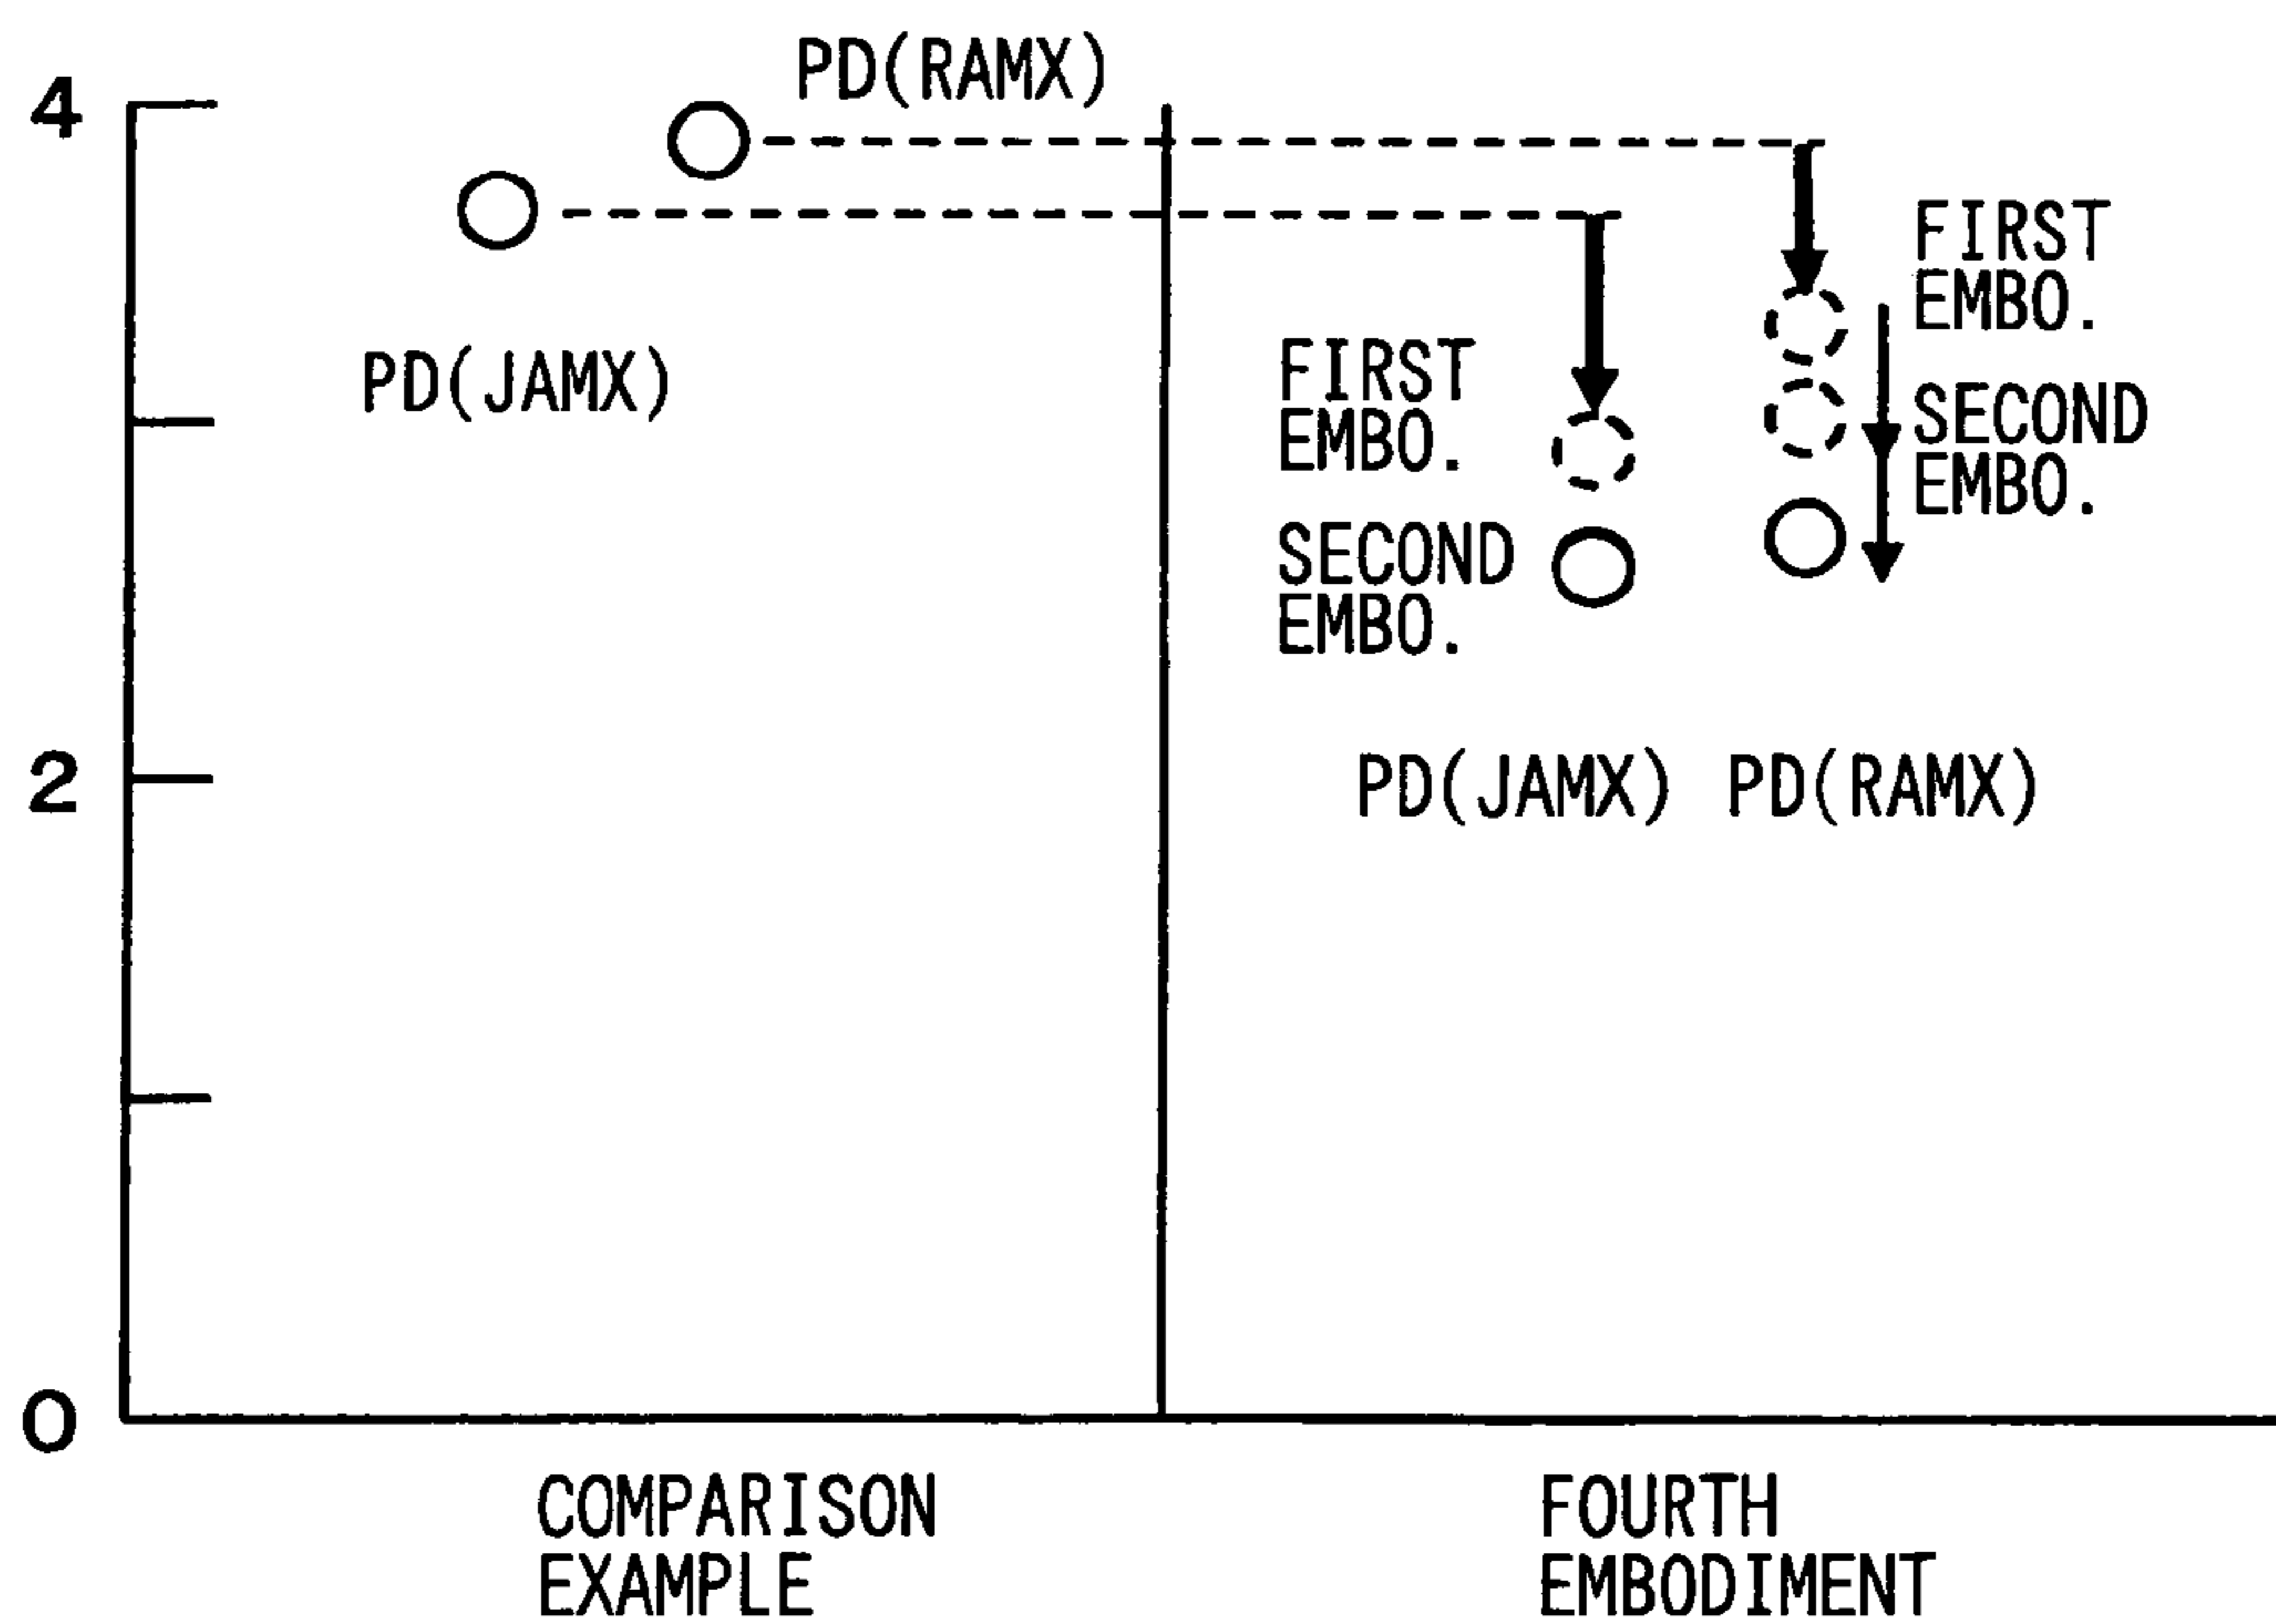 PD(RAMX)
4
FIRST
EMBO.
PD(JAMX)
FIRST
EMBO.
SECOND
EMBO.
SECOND
EMBO.
2
PD(JAMX) PD(RAMX)
0
COMPARISON
EXAMPLE
FOURTH
EMBODIMENT